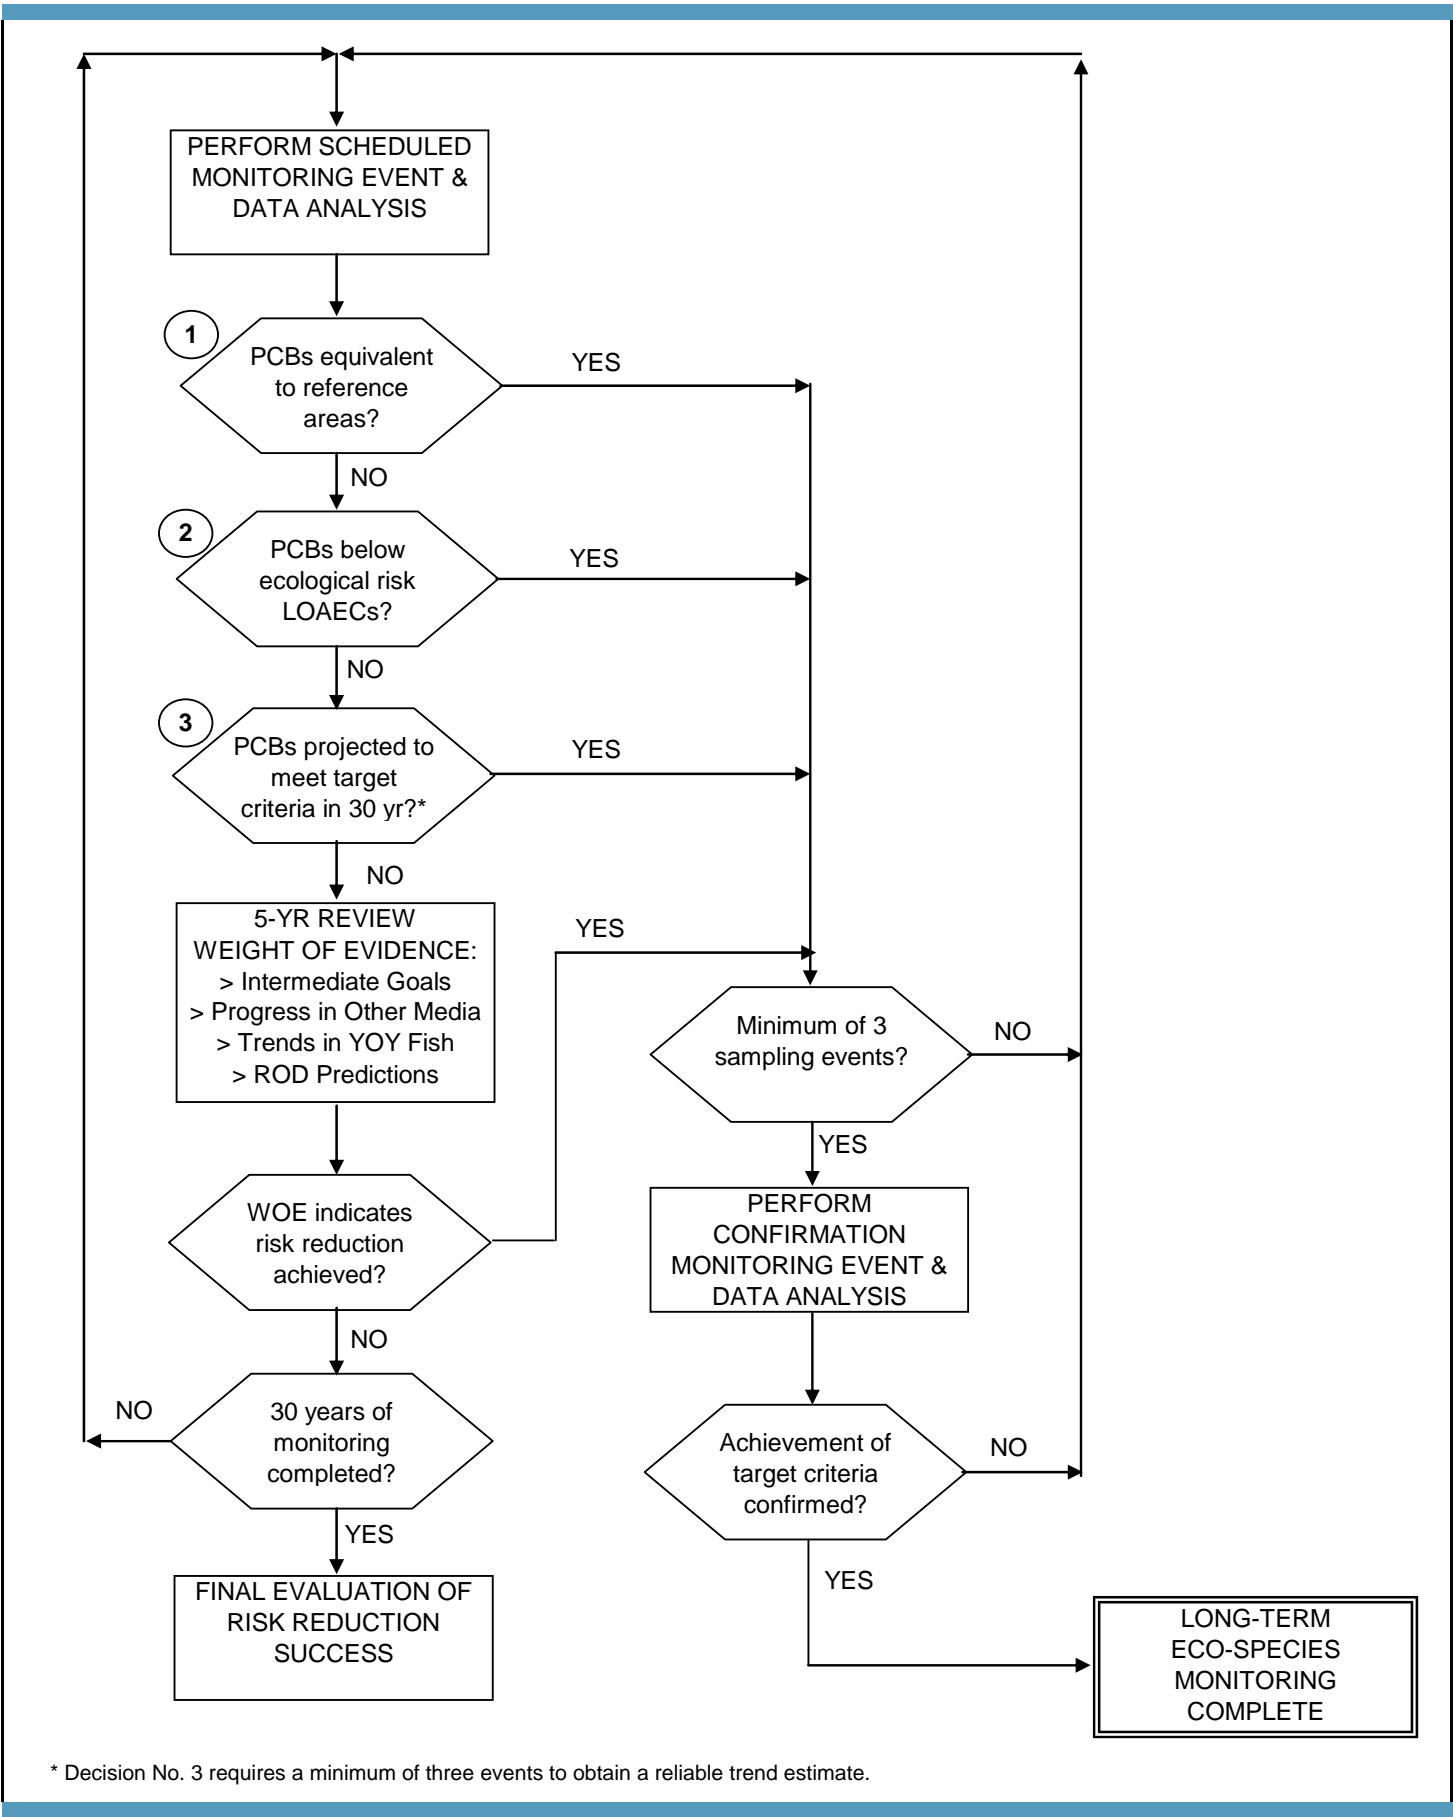 PERFORM SCHEDULED
MONITORING EVENT &
DATA ANALYSIS
1
PCBs equivalent
to reference
areas?
YES
NO
2
PCBs below
ecological risk
LOAECs?
YES
NO
3
PCBs projected to
meet target
criteria in 30 yr?*
YES
NO
5-YR REVIEW
WEIGHT OF EVIDENCE:
> Intermediate Goals
> Progress in Other Media
> Trends in YOY Fish
> ROD Predictions
YES
WOE indicates
risk reduction
achieved?
NO
30 years of
monitoring
completed?
NO
YES
FINAL EVALUATION OF
RISK REDUCTION
SUCCESS
Minimum of 3
sampling events?
NO
YES
PERFORM
CONFIRMATION
MONITORING EVENT &
DATA ANALYSIS
Achievement of
target criteria
confirmed?
NO
YES
LONG-TERM
ECO-SPECIES
MONITORING
COMPLETE
* Decision No. 3 requires a minimum of three events to obtain a reliable trend estimate.